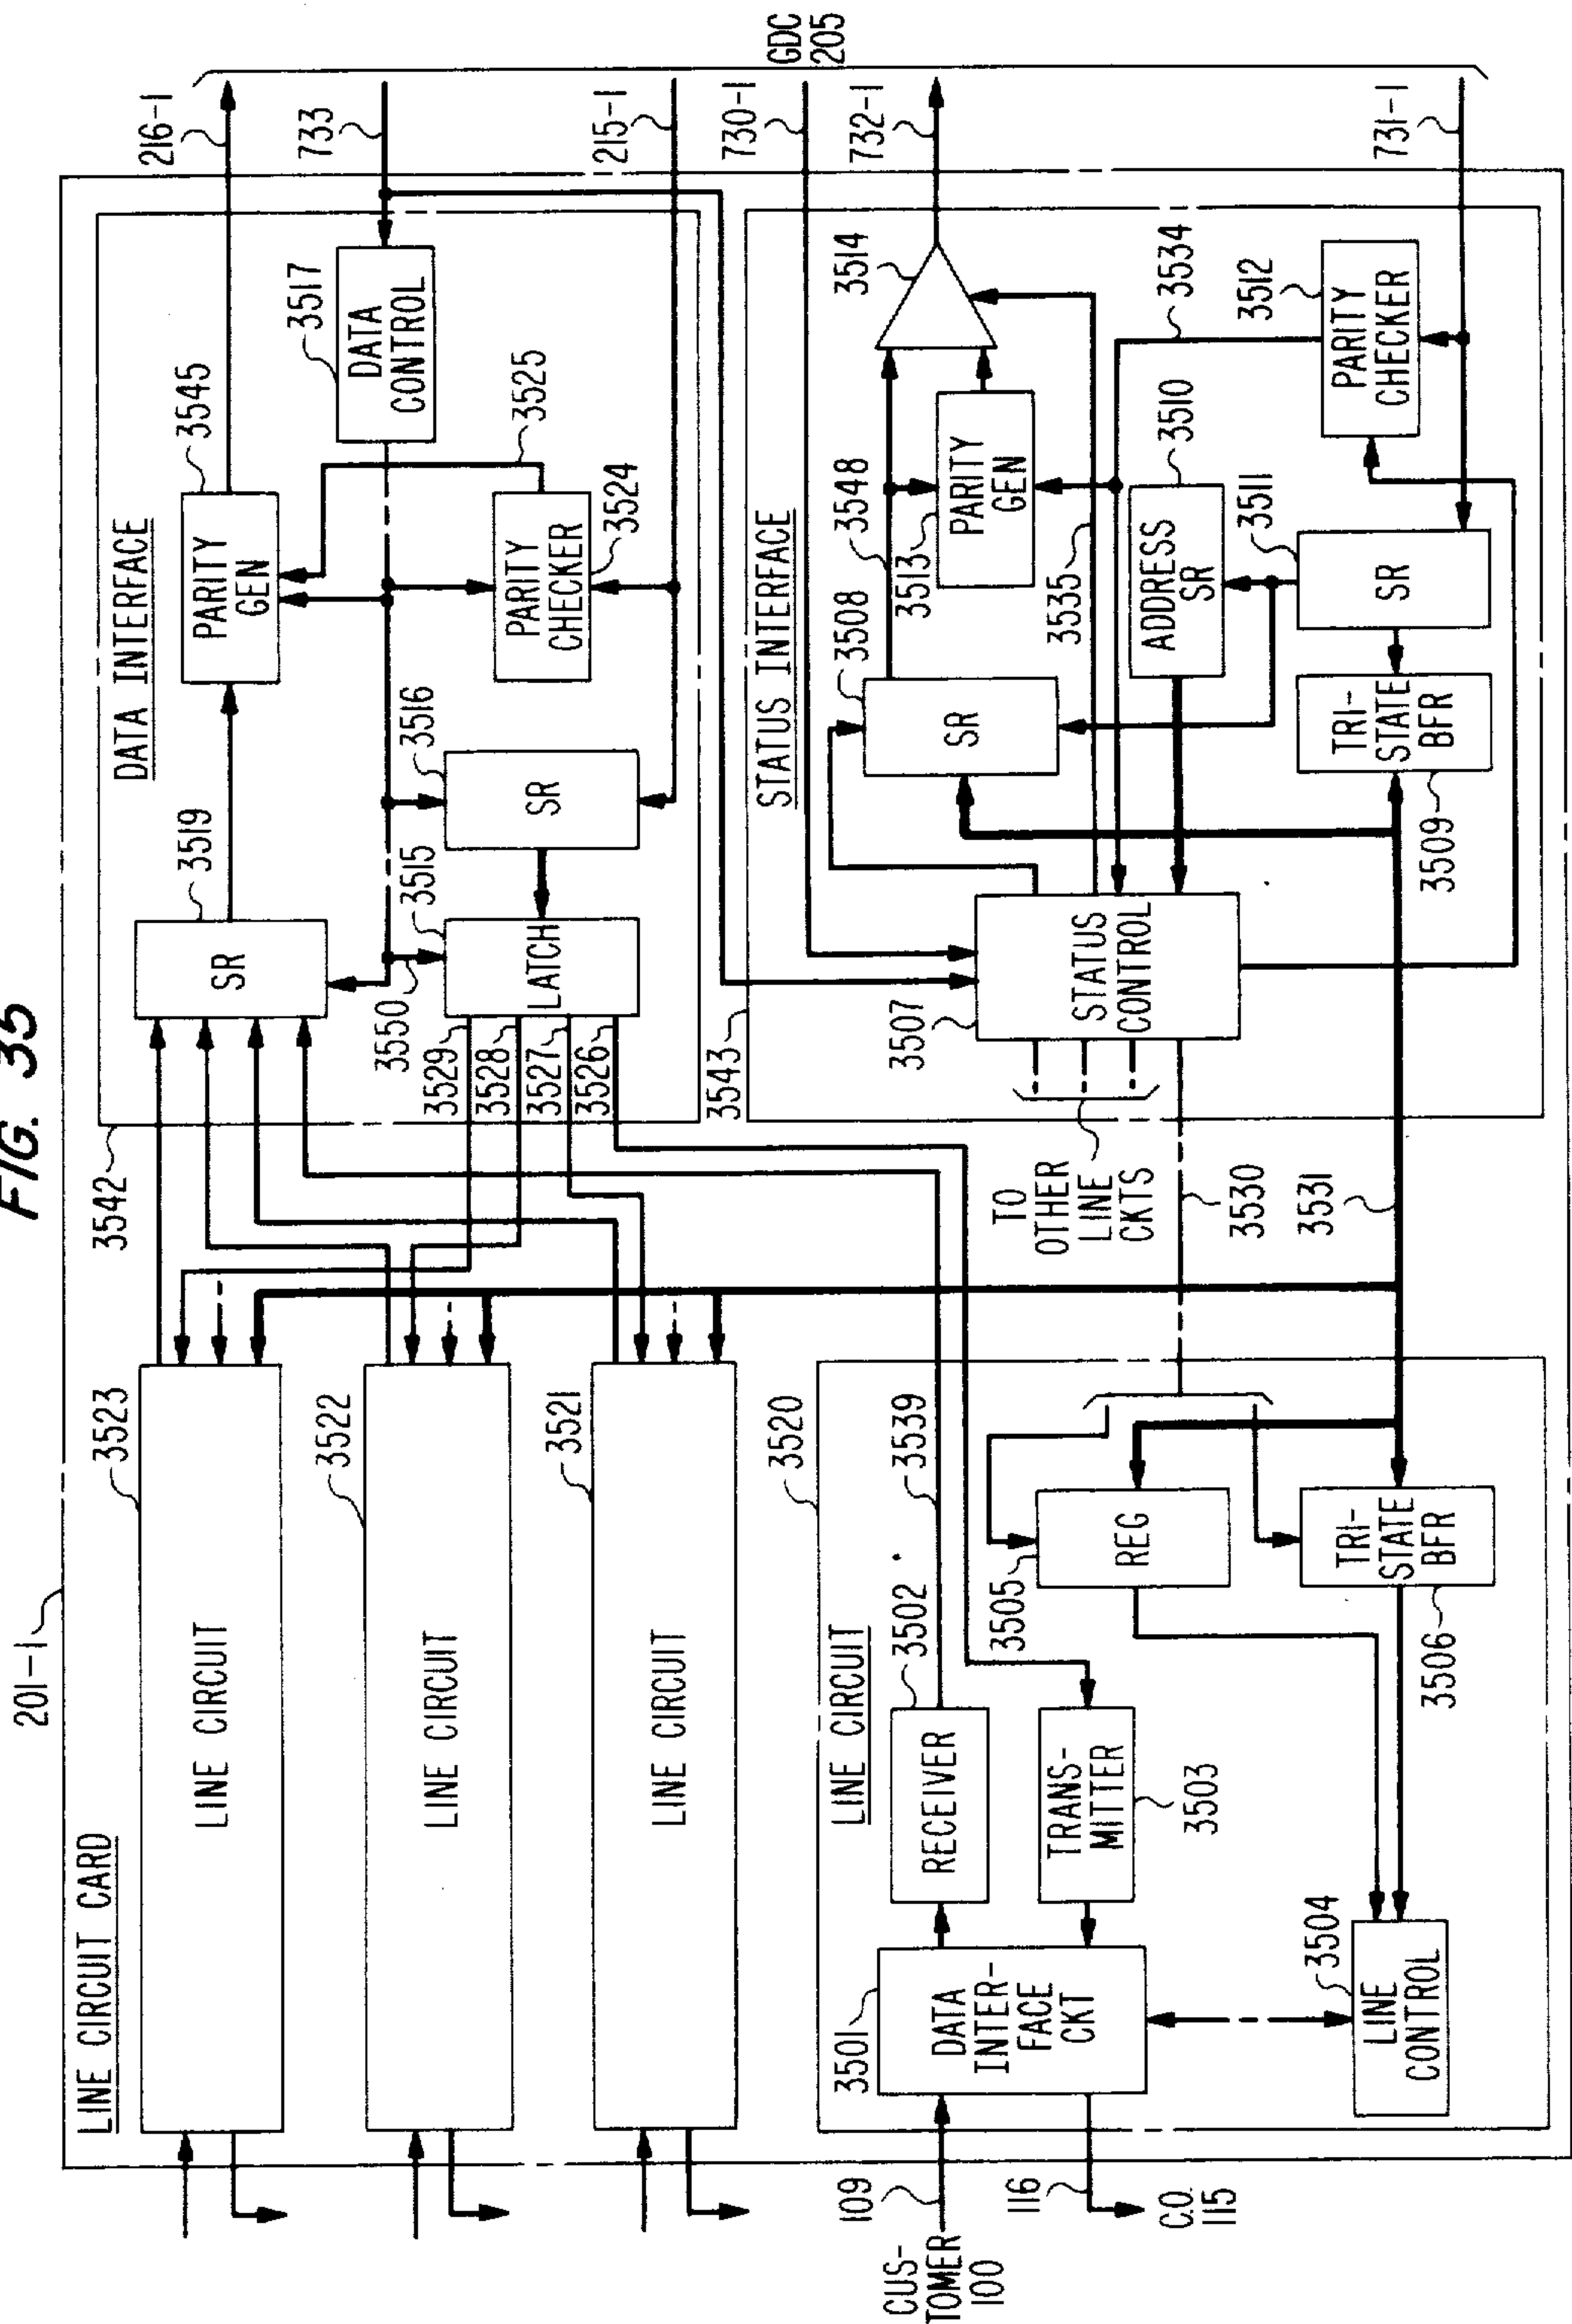 FIG. 35
201-1
LINE CIRCUIT CARD
3523
LINE CIRCUIT
3522
LINE CIRCUIT
3521
LINE CIRCUIT
3520
LINE CIRCUIT
3501
DATA
INTER-
FACE
CKT
3502
RECEIVER
3539
TRANS-
MITTER
3503
3504
LINE
CONTROL
3505
REG
TRI-
STATE
BFR
3506
109
CUS-
TOMER
100
116
C.O.
115
3542
DATA INTERFACE
3519
SR
3545
PARITY
GEN
3517
DATA
CONTROL
3525
PARITY
CHECKER
3524
3516
SR
3515
LATCH
3550
3529
3528
3527
3526
216-1
733
215-1
GDC
205
730-1
732-1
731-1
3543
STATUS INTERFACE
3507
STATUS
CONTROL
TO
OTHER
LINE
CKTS
3530
3531
3508
SR
3548
3513
PARITY
GEN
3514
3535
3534
3512
PARITY
CHECKER
3510
ADDRESS
SR
3511
SR
TRI-
STATE
BFR
3509